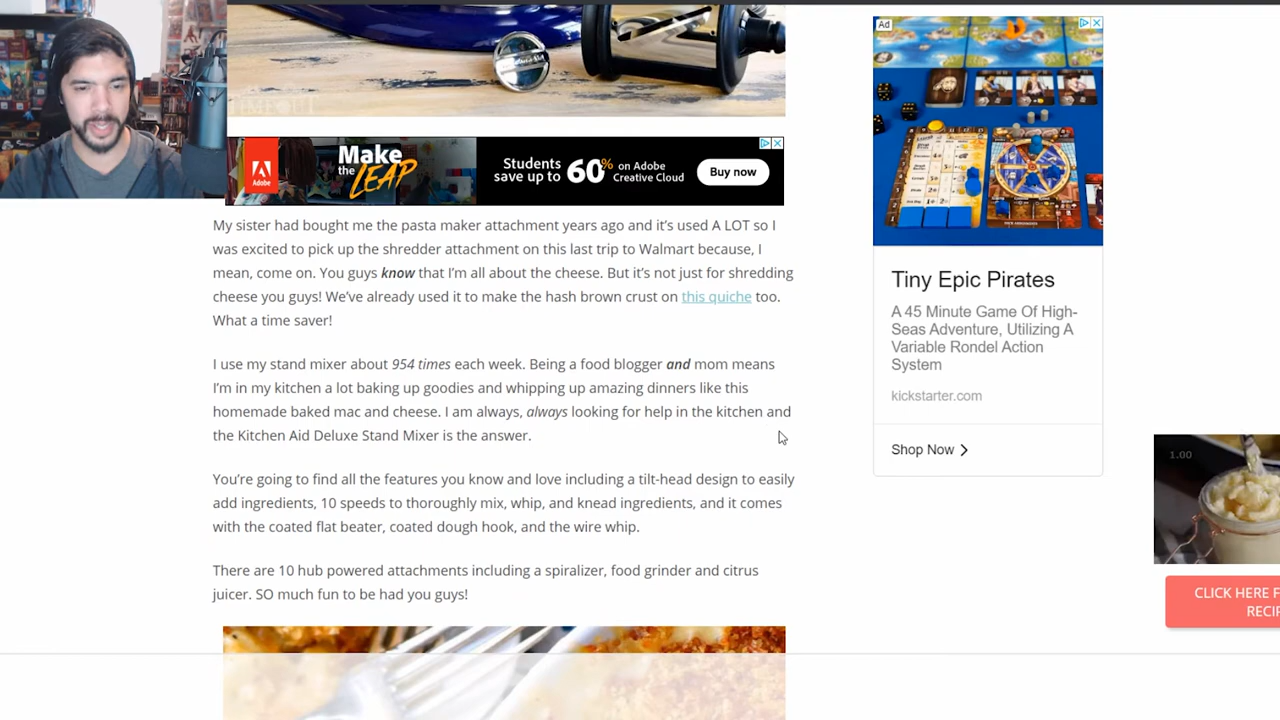 Adobe
Make
the LEAP
Students
save up to 60% on Adobe
Creative Cloud
Buy now
My sister had bought me the pasta maker attachment years ago and it's used A LOT so I
was excited to pick up the shredder attachment on this last trip to Walmart because, I
mean, come on. You guys know that I'm all about the cheese. But it's not just for shredding
cheese you guys! We've already used it to make the hash brown crust on this quiche too.
What a time saver!
I use my stand mixer about 954 times each week. Being a food blogger and mom means
I'm in my kitchen a lot baking up goodies and whipping up amazing dinners like this
homemade baked mac and cheese. I am always, always looking for help in the kitchen and
the Kitchen Aid Deluxe Stand Mixer is the answer.
You're going to find all the features you know and love including a tilt-head design to easily
add ingredients, 10 speeds to thoroughly mix, whip, and knead ingredients, and it comes
with the coated flat beater, coated dough hook, and the wire whip.
There are 10 hub powered attachments including a spiralizer, food grinder and citrus
juicer. SO much fun to be had you guys!
Ad
Tiny Epic Pirates
A 45 Minute Game Of High-
Seas Adventure, Utilizing A
Variable Rondel Action
System
kickstarter.com
Shop Now
1.00
CLICK HERE F
RECIP